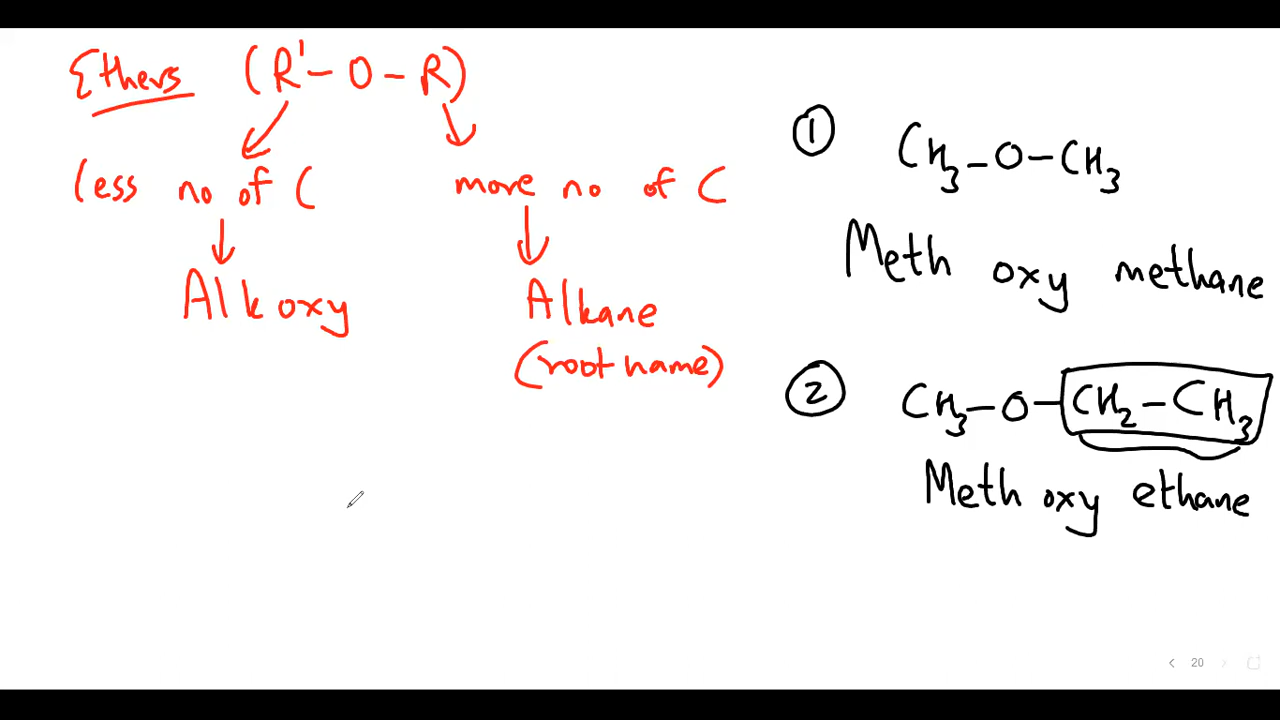 Ethers (R' - O - R)
less no of C
more no of C
Alkoxy
Alkane
(root name)
① CH₃ - O - CH₃
Meth oxy methane
② CH₃ - O - CH₂ - CH₃
Meth oxy ethane
20